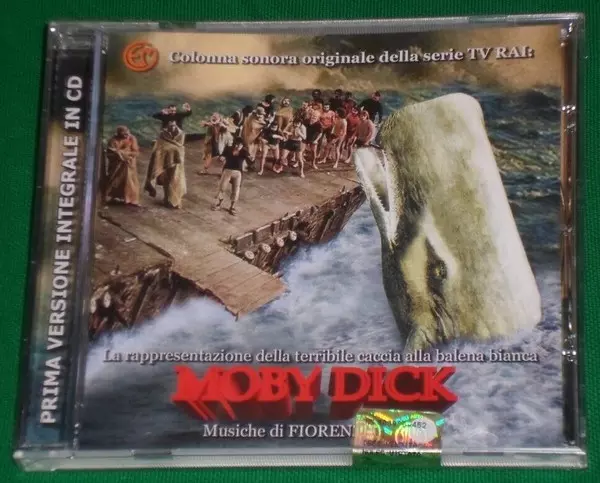 Colonna sonora originale della serie TV RAI:
PRIMA VERSIONE INTEGRALE IN CD
La rappresentazione della terribile caccia alla balena bianca
MOBY DICK
Musiche di FIOREN